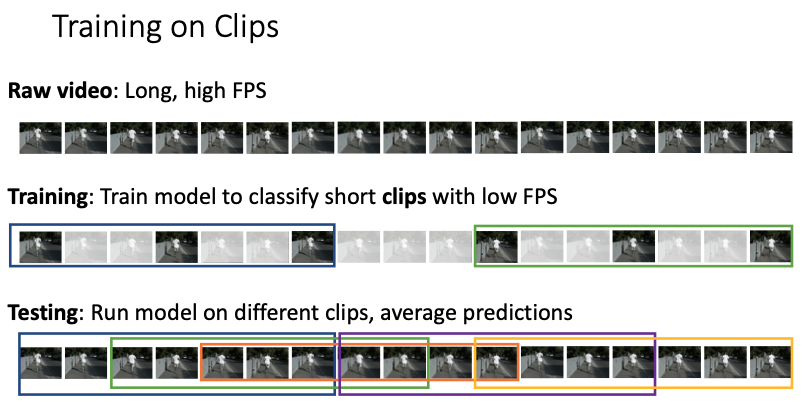 Training on Clips
Raw video: Long, high FPS
Training: Train model to classify short clips with low FPS
Testing: Run model on different clips, average predictions